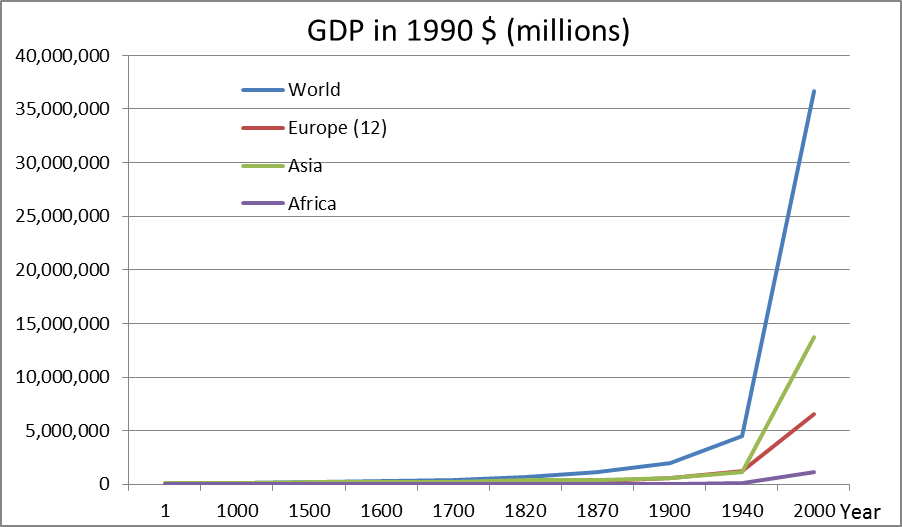 GDP in 1990 $ (millions)
40,000,000
35,000,000
30,000,000
25,000,000
20,000,000
15,000,000
10,000,000
5,000,000
0
World
Europe (12)
Asia
Africa
1 1000 1500 1600 1700 1820 1870 1900 1940 2000 Year